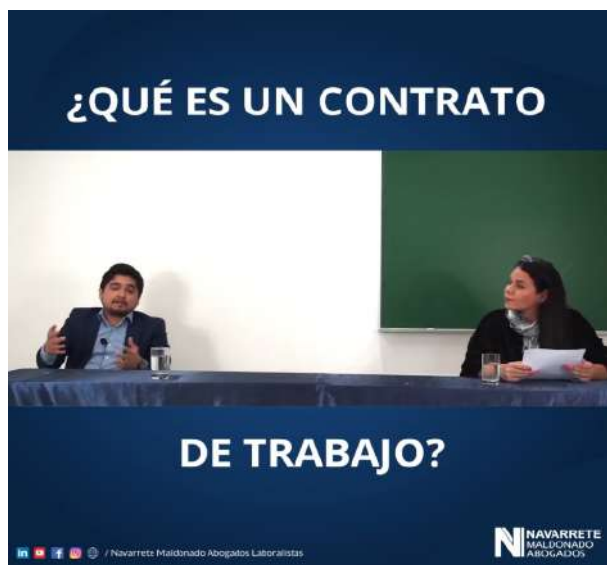 ¿QUÉ ES UN CONTRATO
DE TRABAJO?
/ Navarrete Maldonado Abogados Laboralistas
NAVARRETE
MALDONADO
ABOGADOS